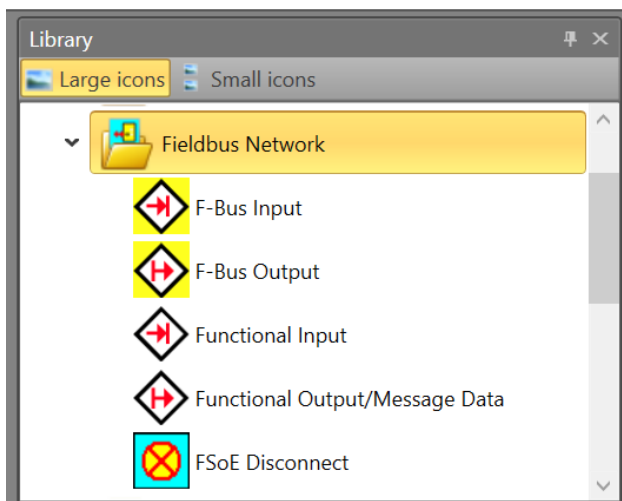 Library
Large icons Small icons
Fieldbus Network
F-Bus Input
F-Bus Output
Functional Input
Functional Output/Message Data
FSoE Disconnect